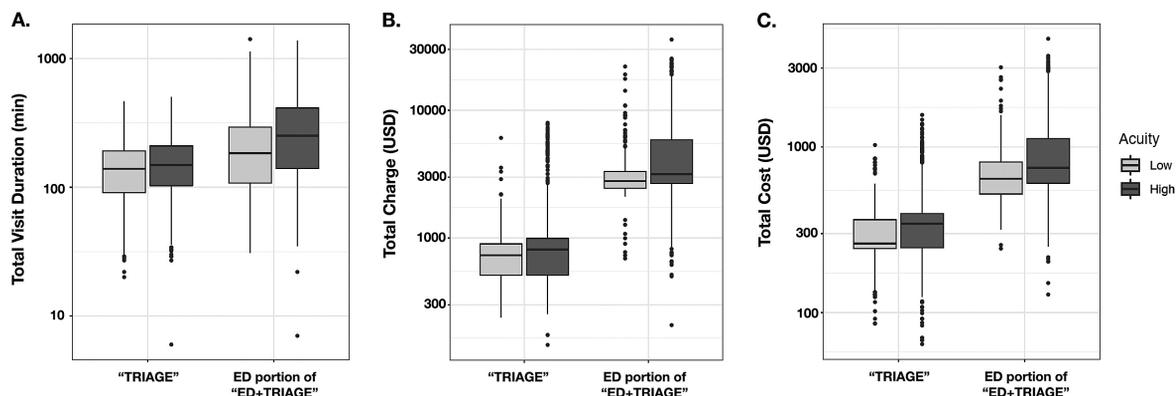 A.
Total Visit Duration (min)
1000
100
10
“TRIAGE”
ED portion of
“ED+TRIAGE”
B.
Total Charge (USD)
30000
10000
3000
1000
300
“TRIAGE”
ED portion of
“ED+TRIAGE”
C.
Total Cost (USD)
3000
1000
300
100
“TRIAGE”
ED portion of
“ED+TRIAGE”
Acuity
Low
High